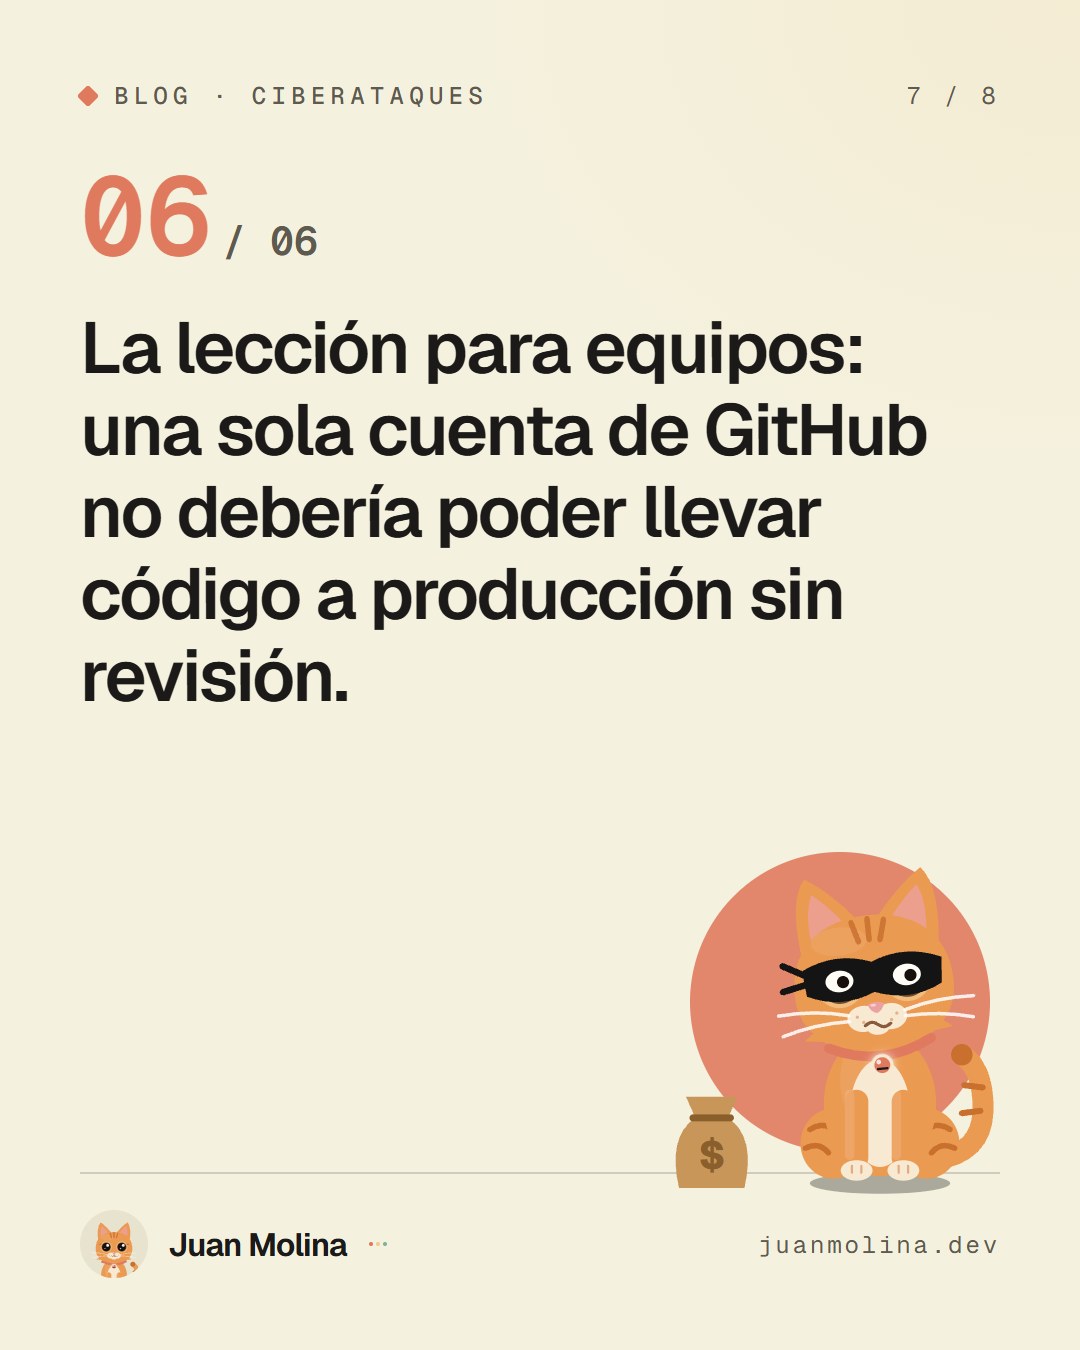 BLOG · CIBERATAQUES
7 / 8
06 / 06
La lección para equipos:
una sola cuenta de GitHub
no debería poder llevar
código a producción sin
revisión.
$
Juan Molina
juanmolina.dev